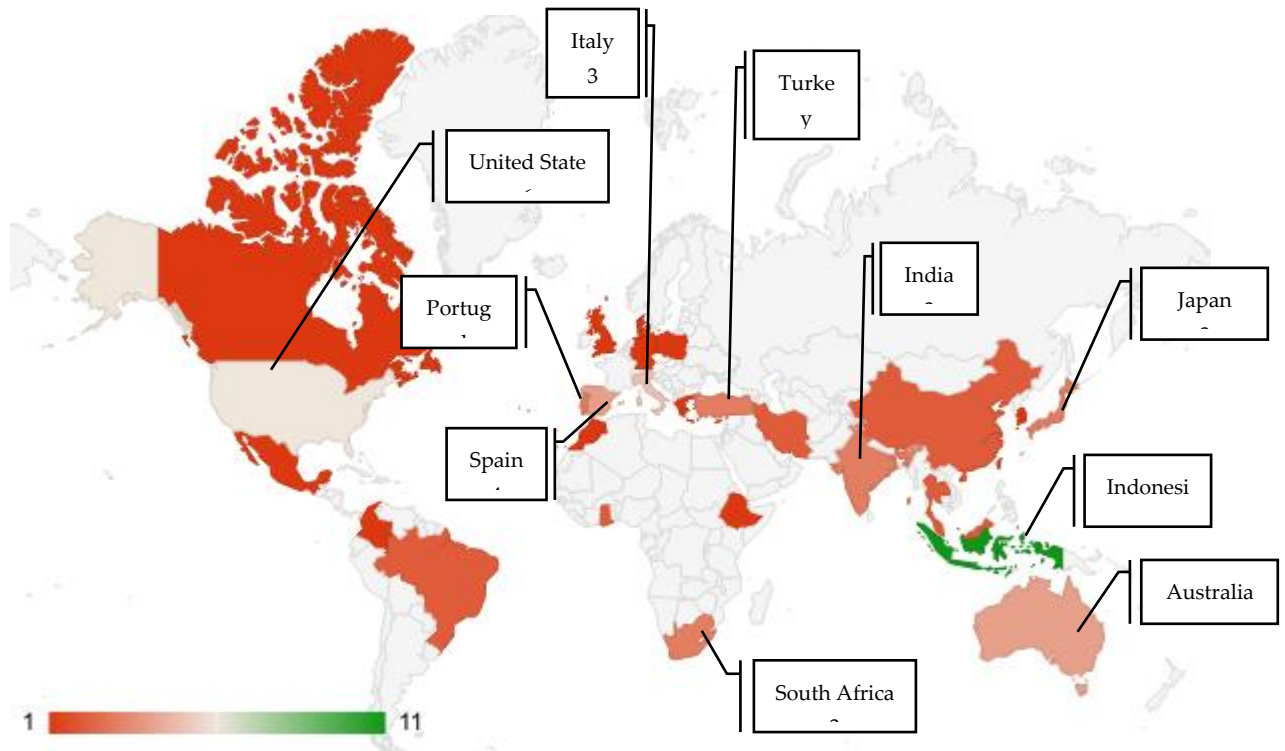 Italy
3
Turke
y
United State
India
Portug
Japan
Spain
Indonesi
Australia
South Africa
1
11